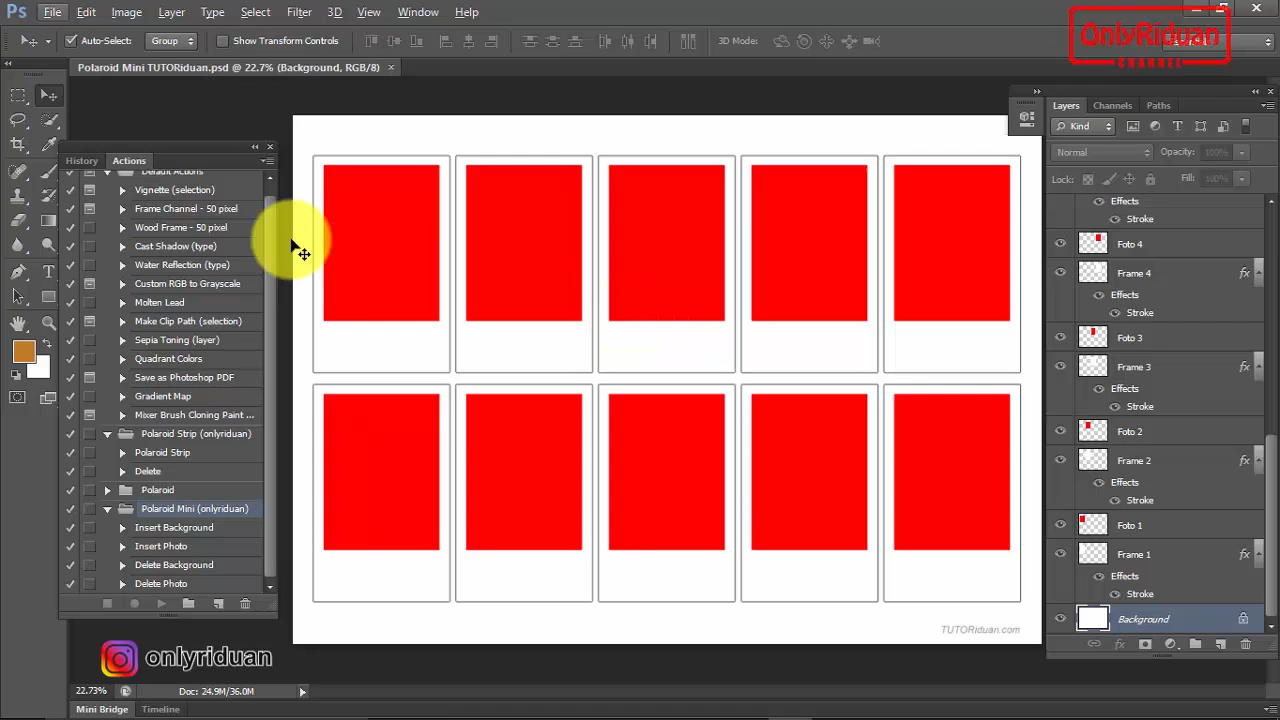 Ps File Edit Image Layer Type Select Filter 3D View Window Help
Auto-Select: Group Show Transform Controls 3D Mode:
OnlyRiduan
CHANNEL
Polaroid Mini TUTORiduan.psd @ 22.7% (Background, RGB/8) ×
History Actions
Default Actions
Vignette (selection)
Frame Channel - 50 pixel
Wood Frame - 50 pixel
Cast Shadow (type)
Water Reflection (type)
Custom RGB to Grayscale
Molten Lead
Make Clip Path (selection)
Sepia Toning (layer)
Quadrant Colors
Save as Photoshop PDF
Gradient Map
Mixer Brush Cloning Paint ...
Polaroid Strip (onlyriduan)
Polaroid Strip
Delete
Polaroid
Polaroid Mini (onlyriduan)
Insert Background
Insert Photo
Delete Background
Delete Photo
TUTORiduan.com
Layers Channels Paths
Kind
Normal Opacity: 100%
Lock: Fill: 100%
Effects
Stroke
Foto 4
Frame 4 fx
Effects
Stroke
Foto 3
Frame 3 fx
Effects
Stroke
Foto 2
Frame 2 fx
Effects
Stroke
Foto 1
Frame 1 fx
Effects
Stroke
Background
onlyriduan
22.73% Doc: 24.9M/36.0M
Mini Bridge Timeline